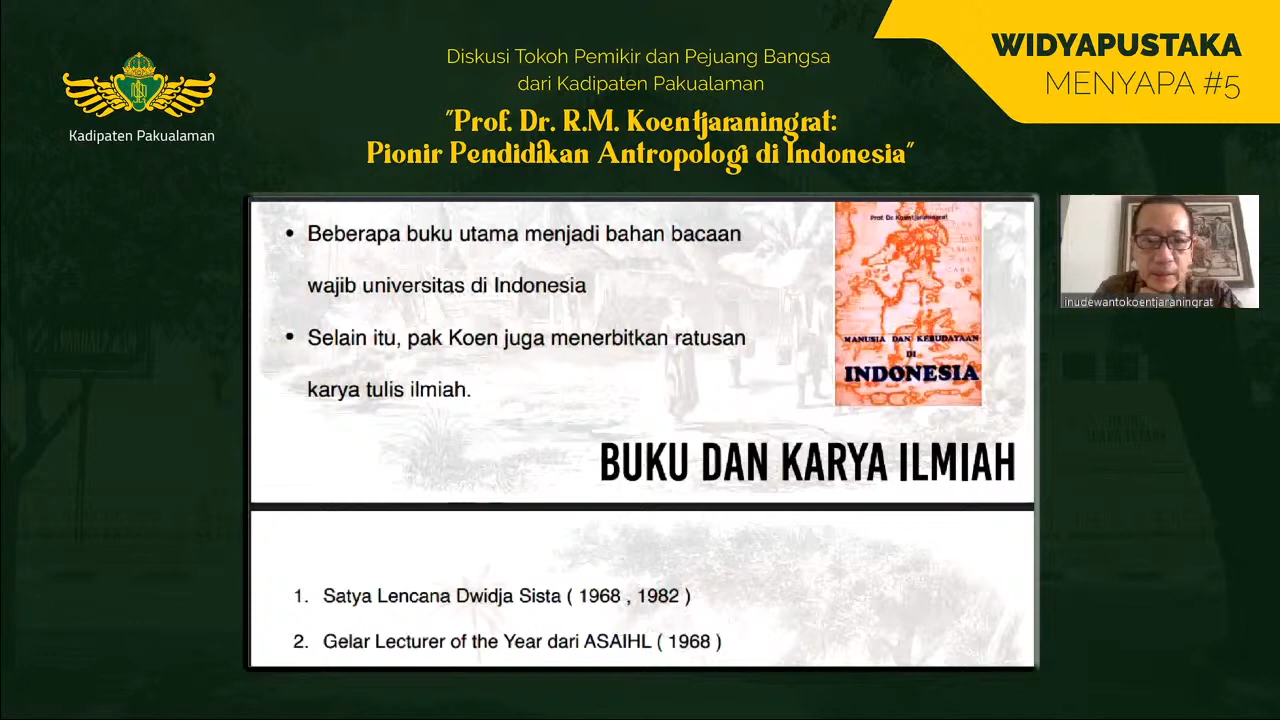 WIDYAPUSTAKA
MENYAPA #5
Diskusi Tokoh Pemikir dan Pejuang Bangsa
dari Kadipaten Pakualaman
"Prof. Dr. R.M. Koentjaraningrat:
Pionir Pendidikan Antropologi di Indonesia"
Kadipaten Pakualaman
• Beberapa buku utama menjadi bahan bacaan
wajib universitas di Indonesia
• Selain itu, pak Koen juga menerbitkan ratusan
karya tulis ilmiah.
Prof. Dr. Koentjaraningrat
MANUSIA DAN KEBUDAYAAN
DI
INDONESIA
BUKU DAN KARYA ILMIAH
1. Satya Lencana Dwidja Sista ( 1968 , 1982 )
2. Gelar Lecturer of the Year dari ASAIHL ( 1968 )
inudewantokoentjaraningrat